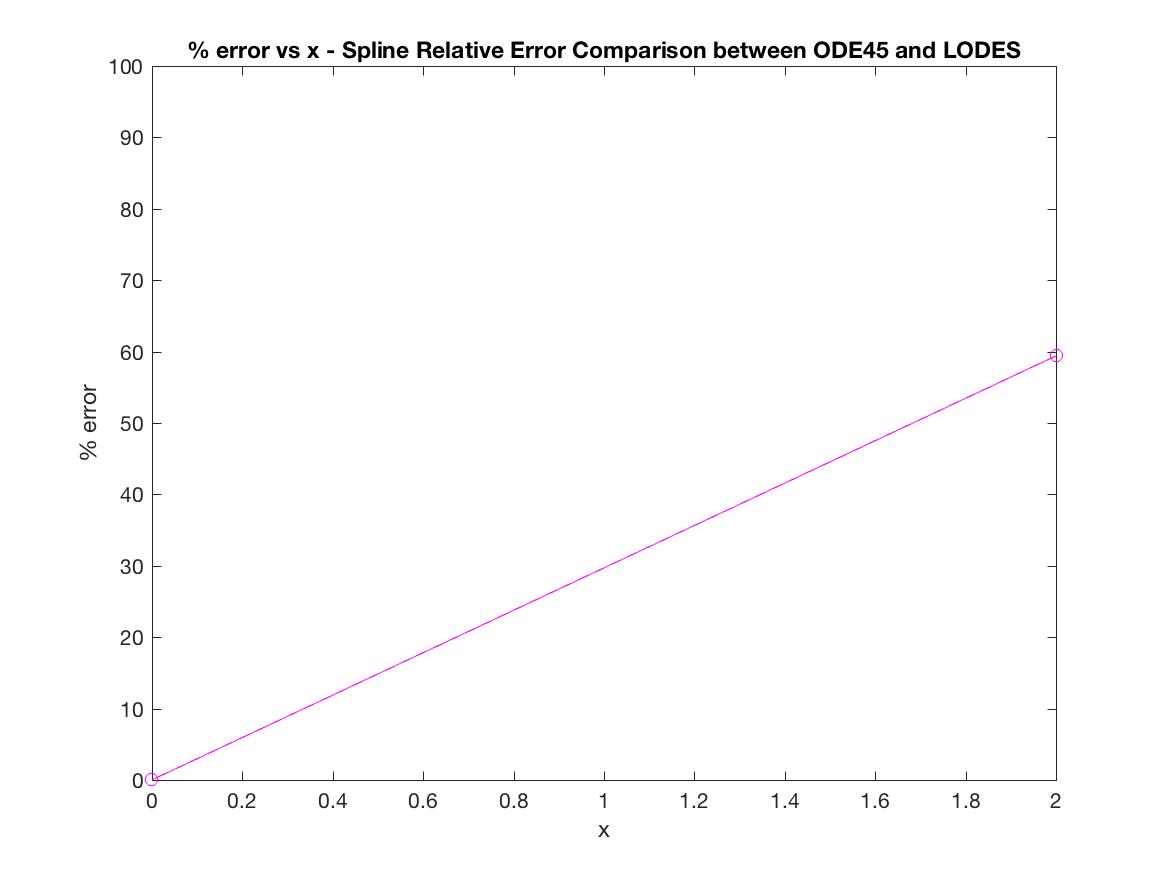 % error vs x - Spline Relative Error Comparison between ODE45 and LODES
100
90
80
70
60
50
40
30
20
10
0
% error
0 0.2 0.4 0.6 0.8 1 1.2 1.4 1.6 1.8 2
x